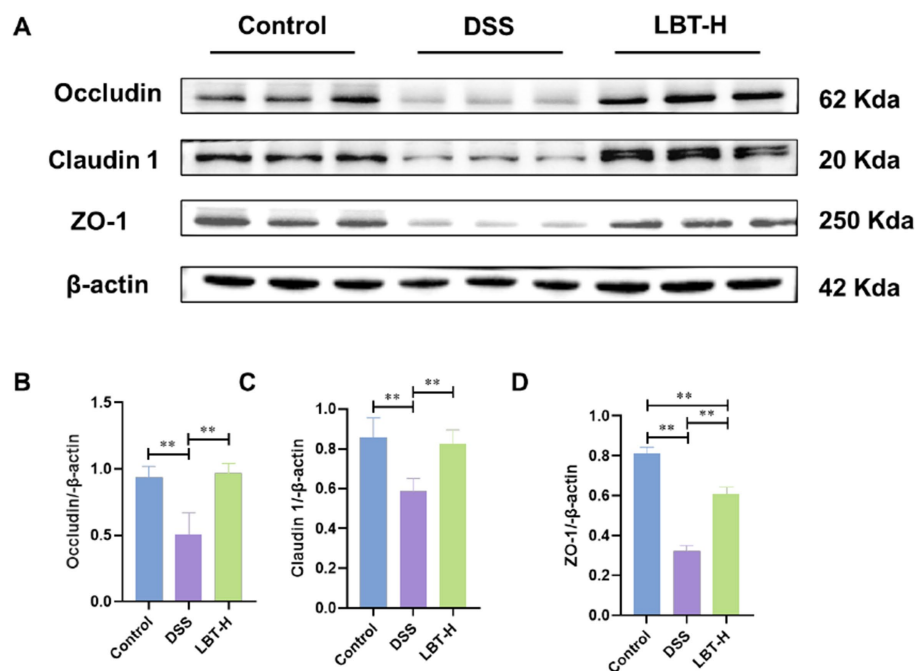 A
Control DSS LBT-H
Occludin 62 Kda
Claudin 1 20 Kda
ZO-1 250 Kda
β-actin 42 Kda
B
Occludin/-β-actin
1.5
1.0
0.5
0.0
** **
Control DSS LBT-H
C
Claudin 1/-β-actin
1.0
0.8
0.6
0.4
0.2
0.0
** **
Control DSS LBT-H
D
ZO-1/-β-actin
0.8
0.6
0.4
0.2
0.0
**
** **
Control DSS LBT-H